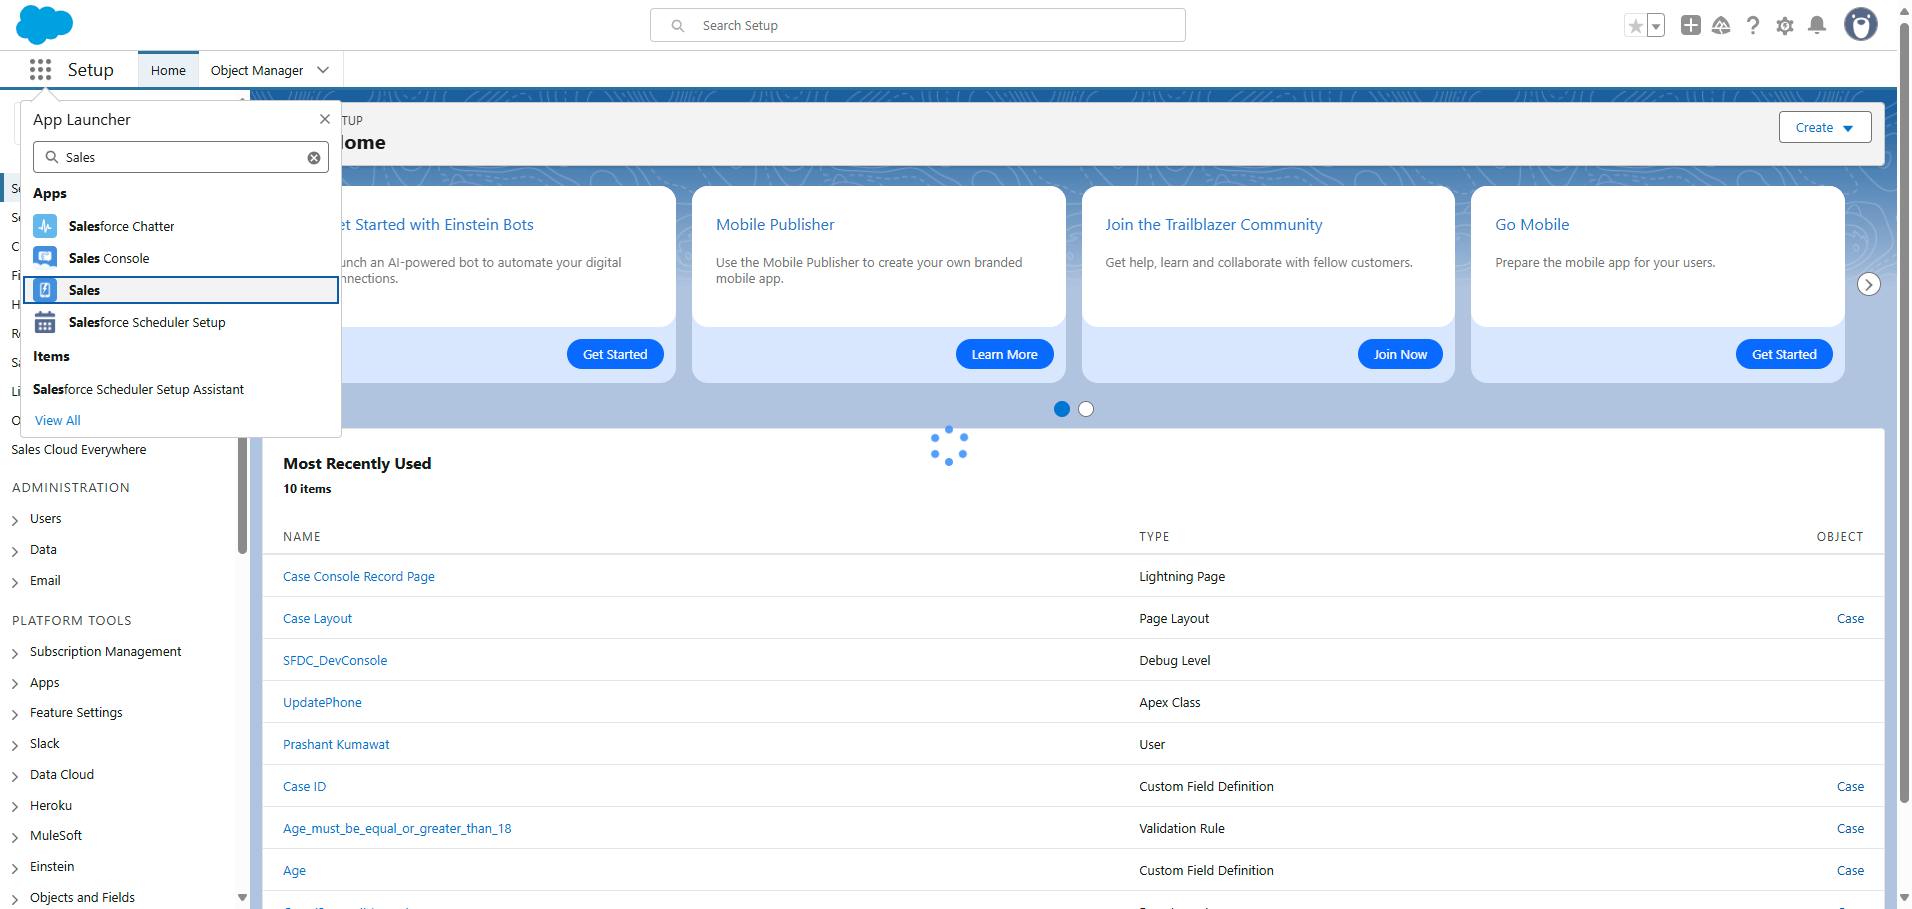 Search Setup
Setup
Home
Object Manager
App Launcher
Sales
Apps
Salesforce Chatter
Sales Console
Sales
Salesforce Scheduler Setup
Items
Salesforce Scheduler Setup Assistant
View All
Sales Cloud Everywhere
ADMINISTRATION
Users
Data
Email
PLATFORM TOOLS
Subscription Management
Apps
Feature Settings
Slack
Data Cloud
Heroku
MuleSoft
Einstein
Objects and Fields
TUP
ome
Create
et Started with Einstein Bots
unch an AI-powered bot to automate your digital
nnections.
Get Started
Mobile Publisher
Use the Mobile Publisher to create your own branded
mobile app.
Learn More
Join the Trailblazer Community
Get help, learn and collaborate with fellow customers.
Join Now
Go Mobile
Prepare the mobile app for your users.
Get Started
Most Recently Used
10 items
NAME TYPE OBJECT
Case Console Record Page Lightning Page
Case Layout Page Layout Case
SFDC_DevConsole Debug Level
UpdatePhone Apex Class
Prashant Kumawat User
Case ID Custom Field Definition Case
Age_must_be_equal_or_greater_than_18 Validation Rule Case
Age Custom Field Definition Case